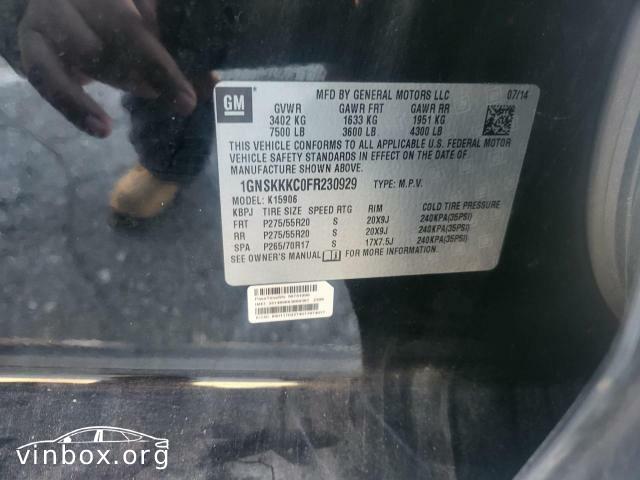 GM
MFD BY GENERAL MOTORS LLC 07/14
GVWR GAWR FRT GAWR RR
3402 KG 1633 KG 1951 KG
7500 LB 3600 LB 4300 LB
THIS VEHICLE CONFORMS TO ALL APPLICABLE U.S. FEDERAL MOTOR
VEHICLE SAFETY STANDARDS IN EFFECT ON THE DATE OF
MANUFACTURE SHOWN ABOVE.
1GNSKKKC0FR230929 TYPE: M.P.V.
MODEL: K15906
KBPJ TIRE SIZE SPEED RTG RIM COLD TIRE PRESSURE
FRT P275/55R20 S 20X9J 240KPA(35PSI)
RR P275/55R20 S 20X9J 240KPA(35PSI)
SPA P265/70R17 S 17X7.5J 240KPA(35PSI)
SEE OWNER'S MANUAL FOR MORE INFORMATION.
vinbox.org